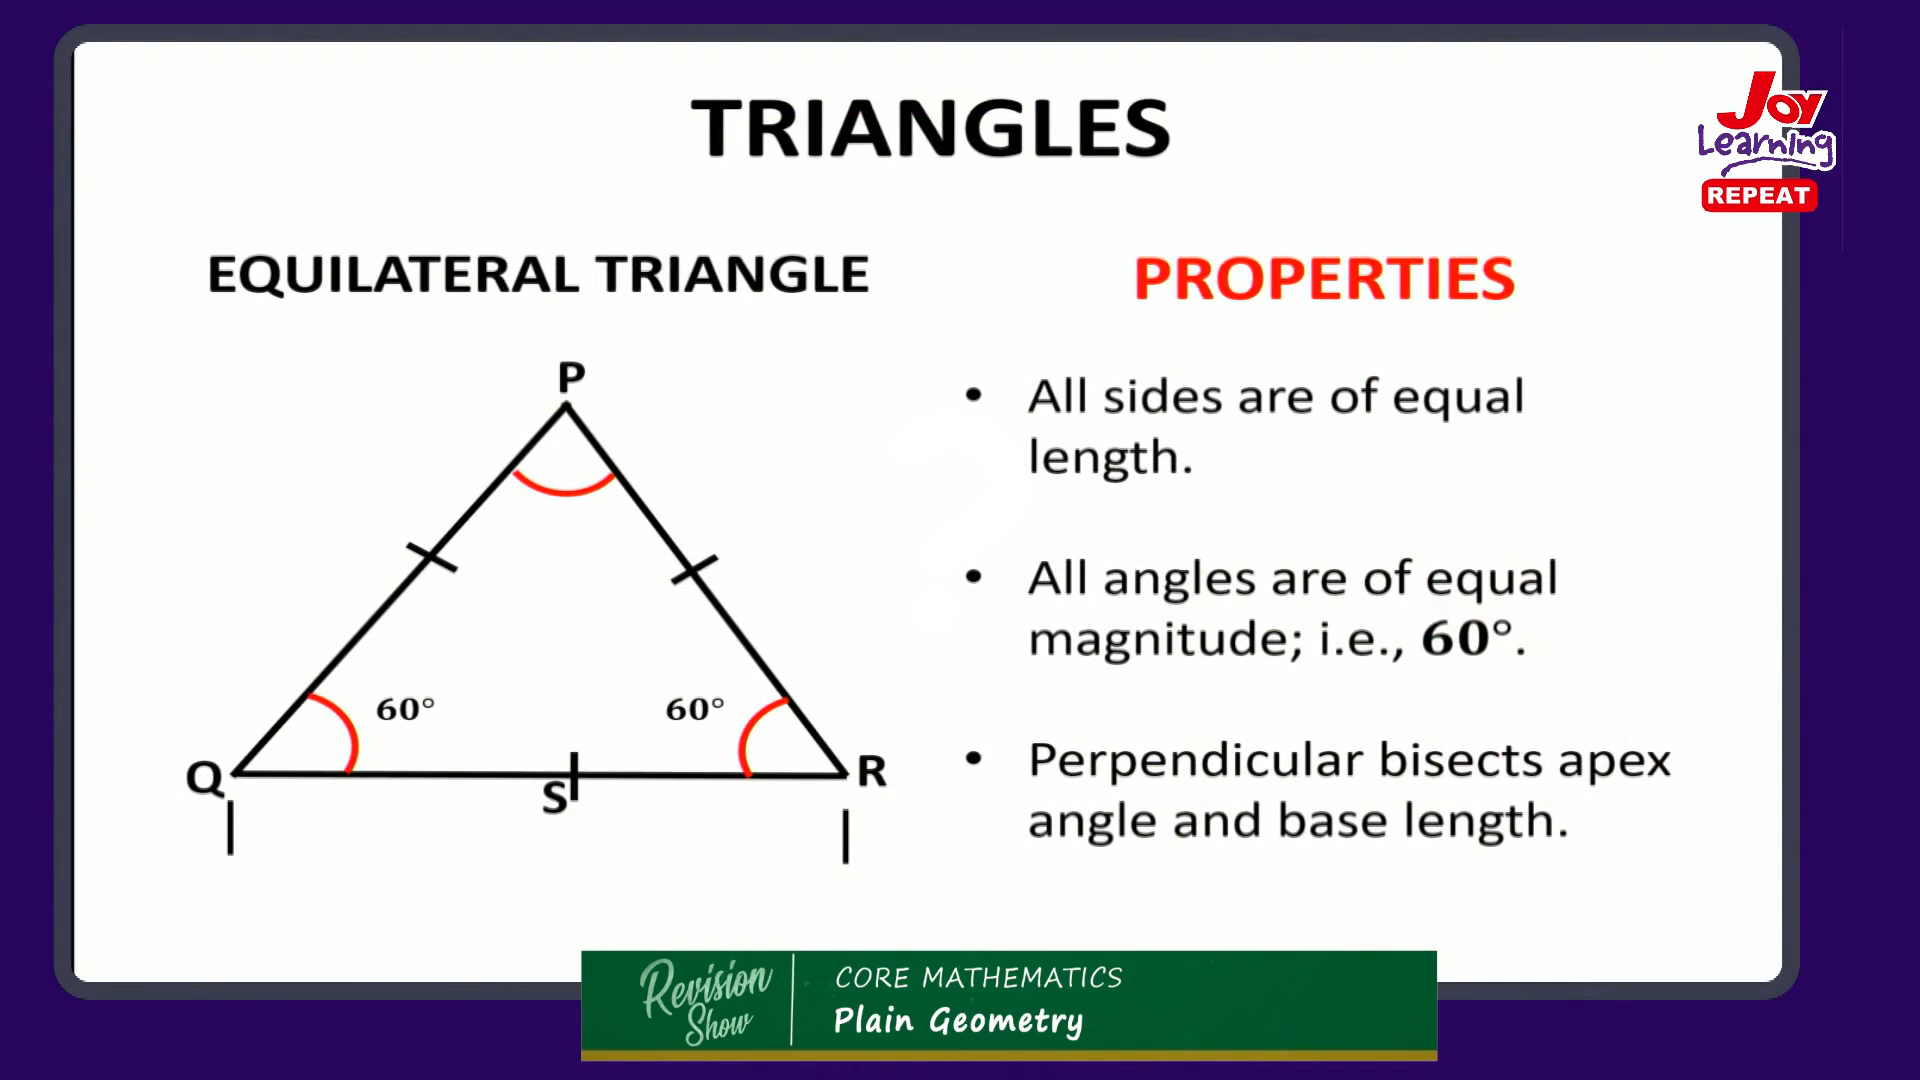 TRIANGLES
Joy
Learning
REPEAT
EQUILATERAL TRIANGLE
P
60°
60°
Q
S
R
PROPERTIES
• All sides are of equal
length.
• All angles are of equal
magnitude; i.e., 60°.
• Perpendicular bisects apex
angle and base length.
Revision
Show
CORE MATHEMATICS
Plain Geometry